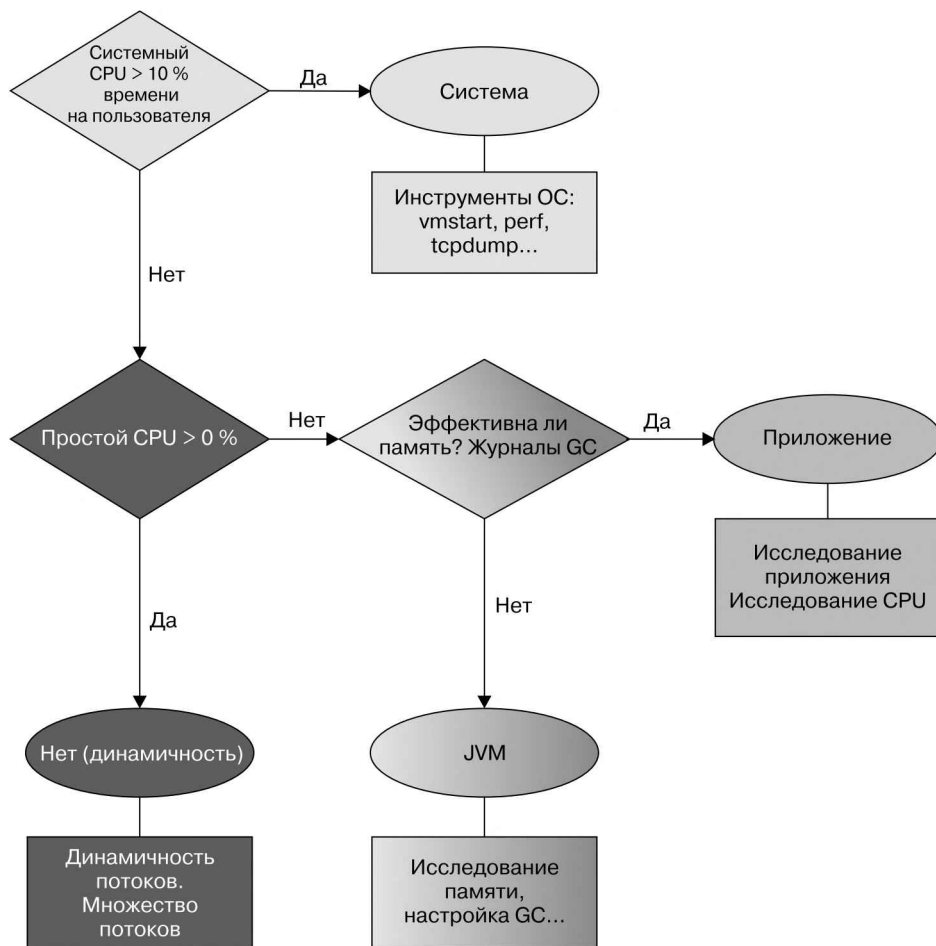 Системный
CPU > 10 %
времени
на пользователя
Да
Система
Инструменты ОС:
vmstart, perf,
tcpdump...
Нет
Простой CPU > 0 %
Нет
Эффективна ли
память? Журналы GC
Да
Приложение
Исследование
приложения
Исследование CPU
Да
Нет
Нет (динамичность)
JVM
Динамичность
потоков.
Множество
потоков
Исследование
памяти,
настройка GC...